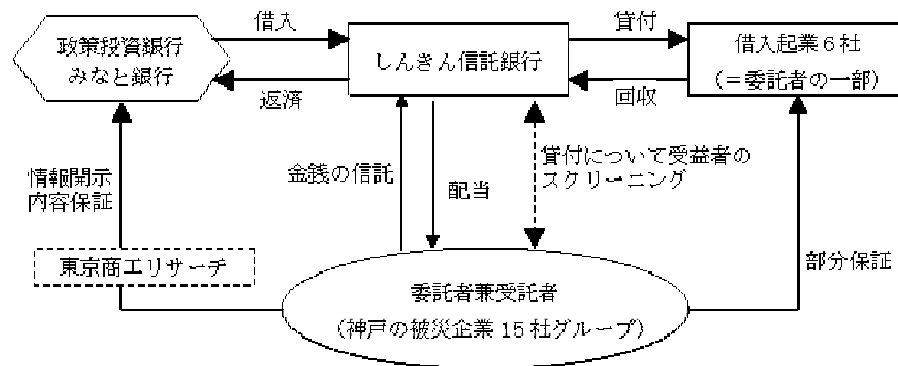 借入
貸付
政策投資銀行
みなと銀行
しんきん信託銀行
借入起業6社
(=委託者の一部)
返済
回収
情報開示
内容保証
金銭の信託
配当
貸付について受益者の
スクリーニング
東京商工リサーチ
部分保証
委託者兼受託者
(神戸の被災企業15社グループ)